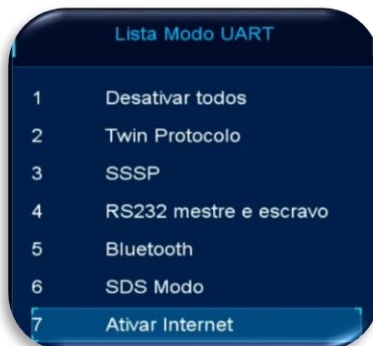 Lista Modo UART
1 Desativar todos
2 Twin Protocolo
3 SSSP
4 RS232 mestre e escravo
5 Bluetooth
6 SDS Modo
7 Ativar Internet